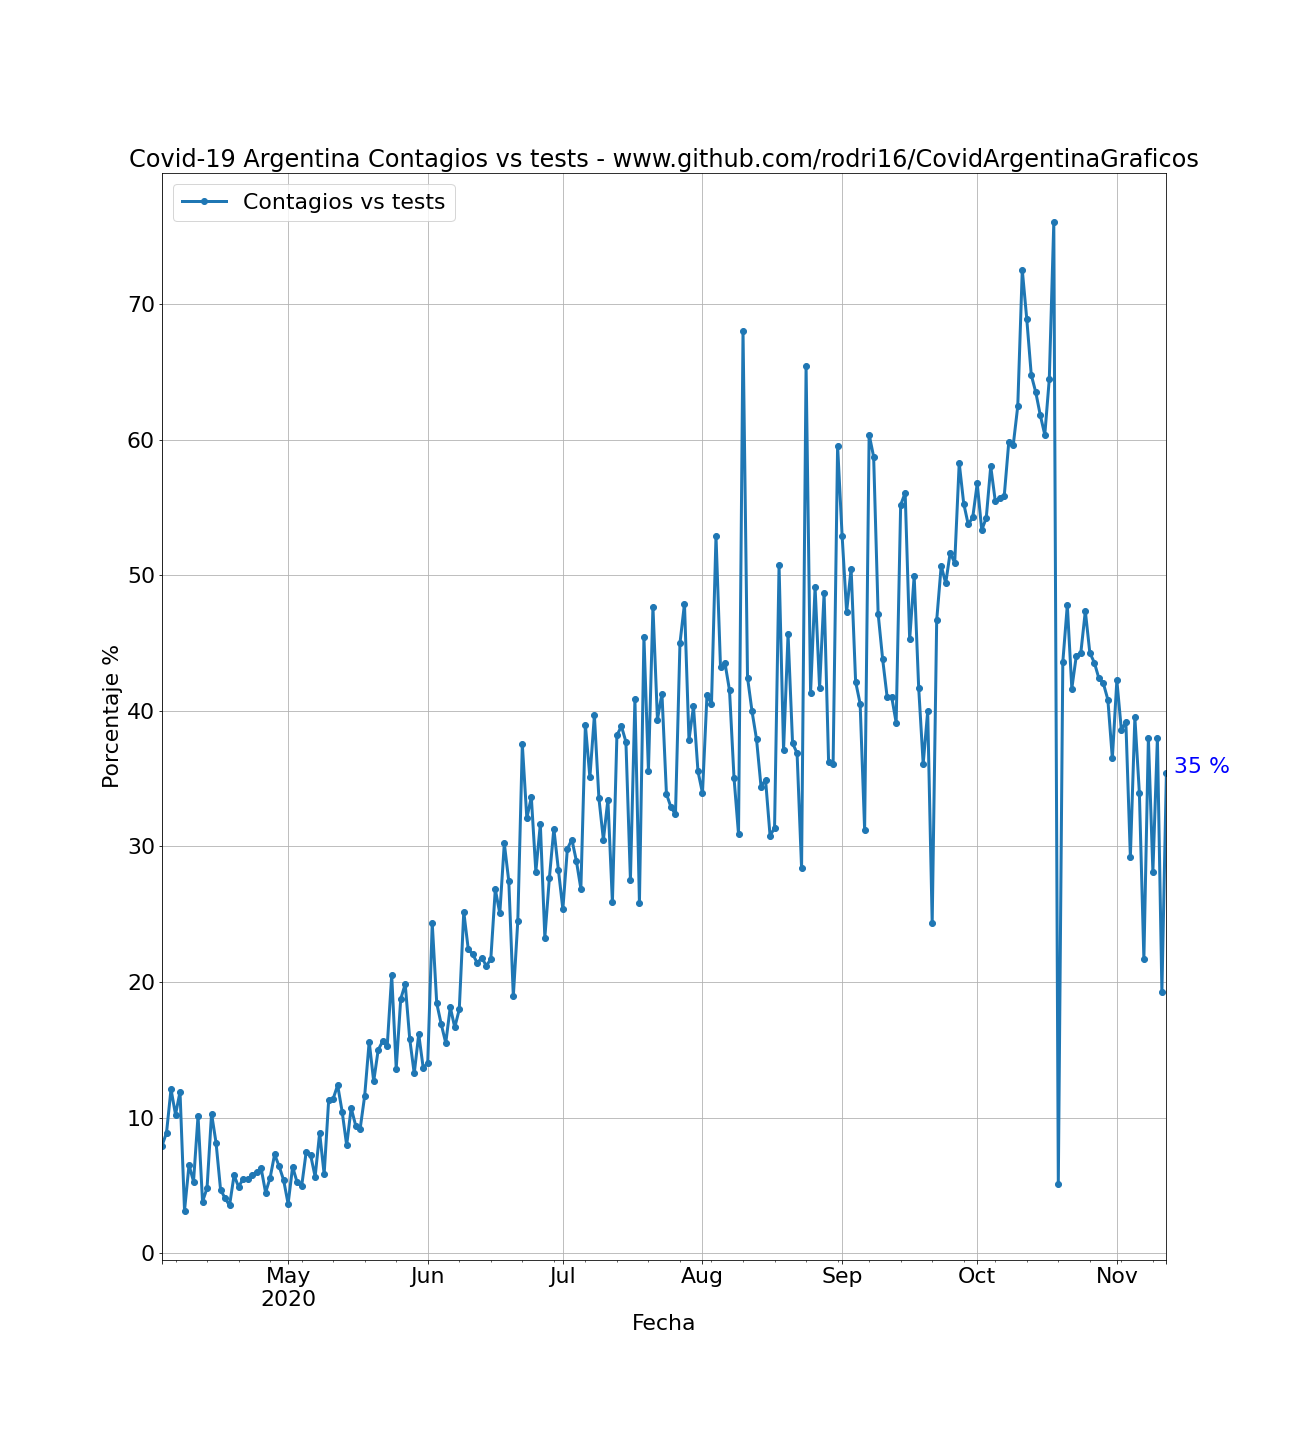 Covid-19 Argentina Contagios vs tests - www.github.com/rodri16/CovidArgentinaGraficos
Contagios vs tests
70
60
50
40
30
20
10
0
Porcentaje %
35 %
May Jun Jul Aug Sep Oct Nov
2020
Fecha